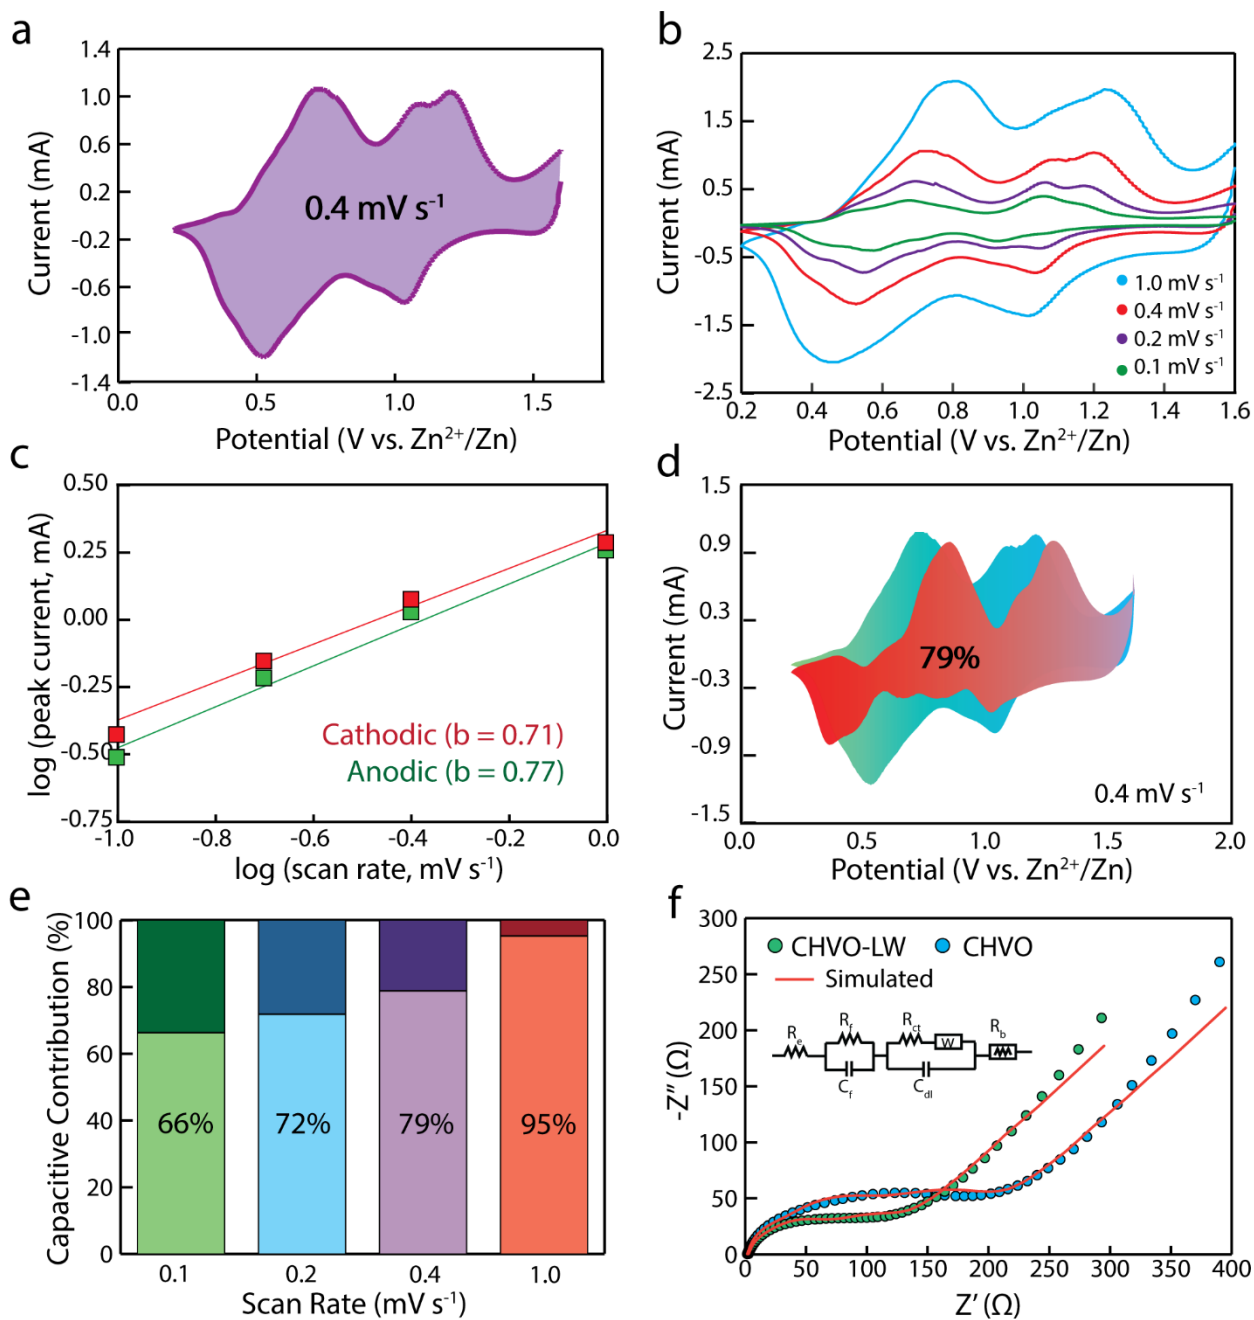 a
1.4
1.0
0.6
0.2
-0.2
-0.6
-1.0
-1.4
Current (mA)
0.4 mV s⁻¹
0.0
0.5
1.0
1.5
Potential (V vs. Zn²⁺/Zn)
b
2.5
1.5
0.5
-0.5
-1.5
-2.5
Current (mA)
1.0 mV s⁻¹
0.4 mV s⁻¹
0.2 mV s⁻¹
0.1 mV s⁻¹
0.2
0.4
0.6
0.8
1.0
1.2
1.4
1.6
Potential (V vs. Zn²⁺/Zn)
c
0.50
0.25
0.00
-0.25
-0.50
-0.75
log (peak current, mA)
Cathodic (b = 0.71)
Anodic (b = 0.77)
-1.0
-0.8
-0.6
-0.4
-0.2
0.0
log (scan rate, mV s⁻¹)
d
1.5
0.9
0.3
-0.3
-0.9
-1.5
Current (mA)
79%
0.4 mV s⁻¹
0.0
0.5
1.0
1.5
2.0
Potential (V vs. Zn²⁺/Zn)
e
100
80
60
40
20
0
Capacitive Contribution (%)
66%
72%
79%
95%
0.1
0.2
0.4
1.0
Scan Rate (mV s⁻¹)
f
300
250
200
150
100
50
0
-Z″ (Ω)
CHVO-LW
CHVO
Simulated
Rₑ
R_f
R_ct
W
R_b
C_f
C_dl
0
50
100
150
200
250
300
350
400
Z′ (Ω)